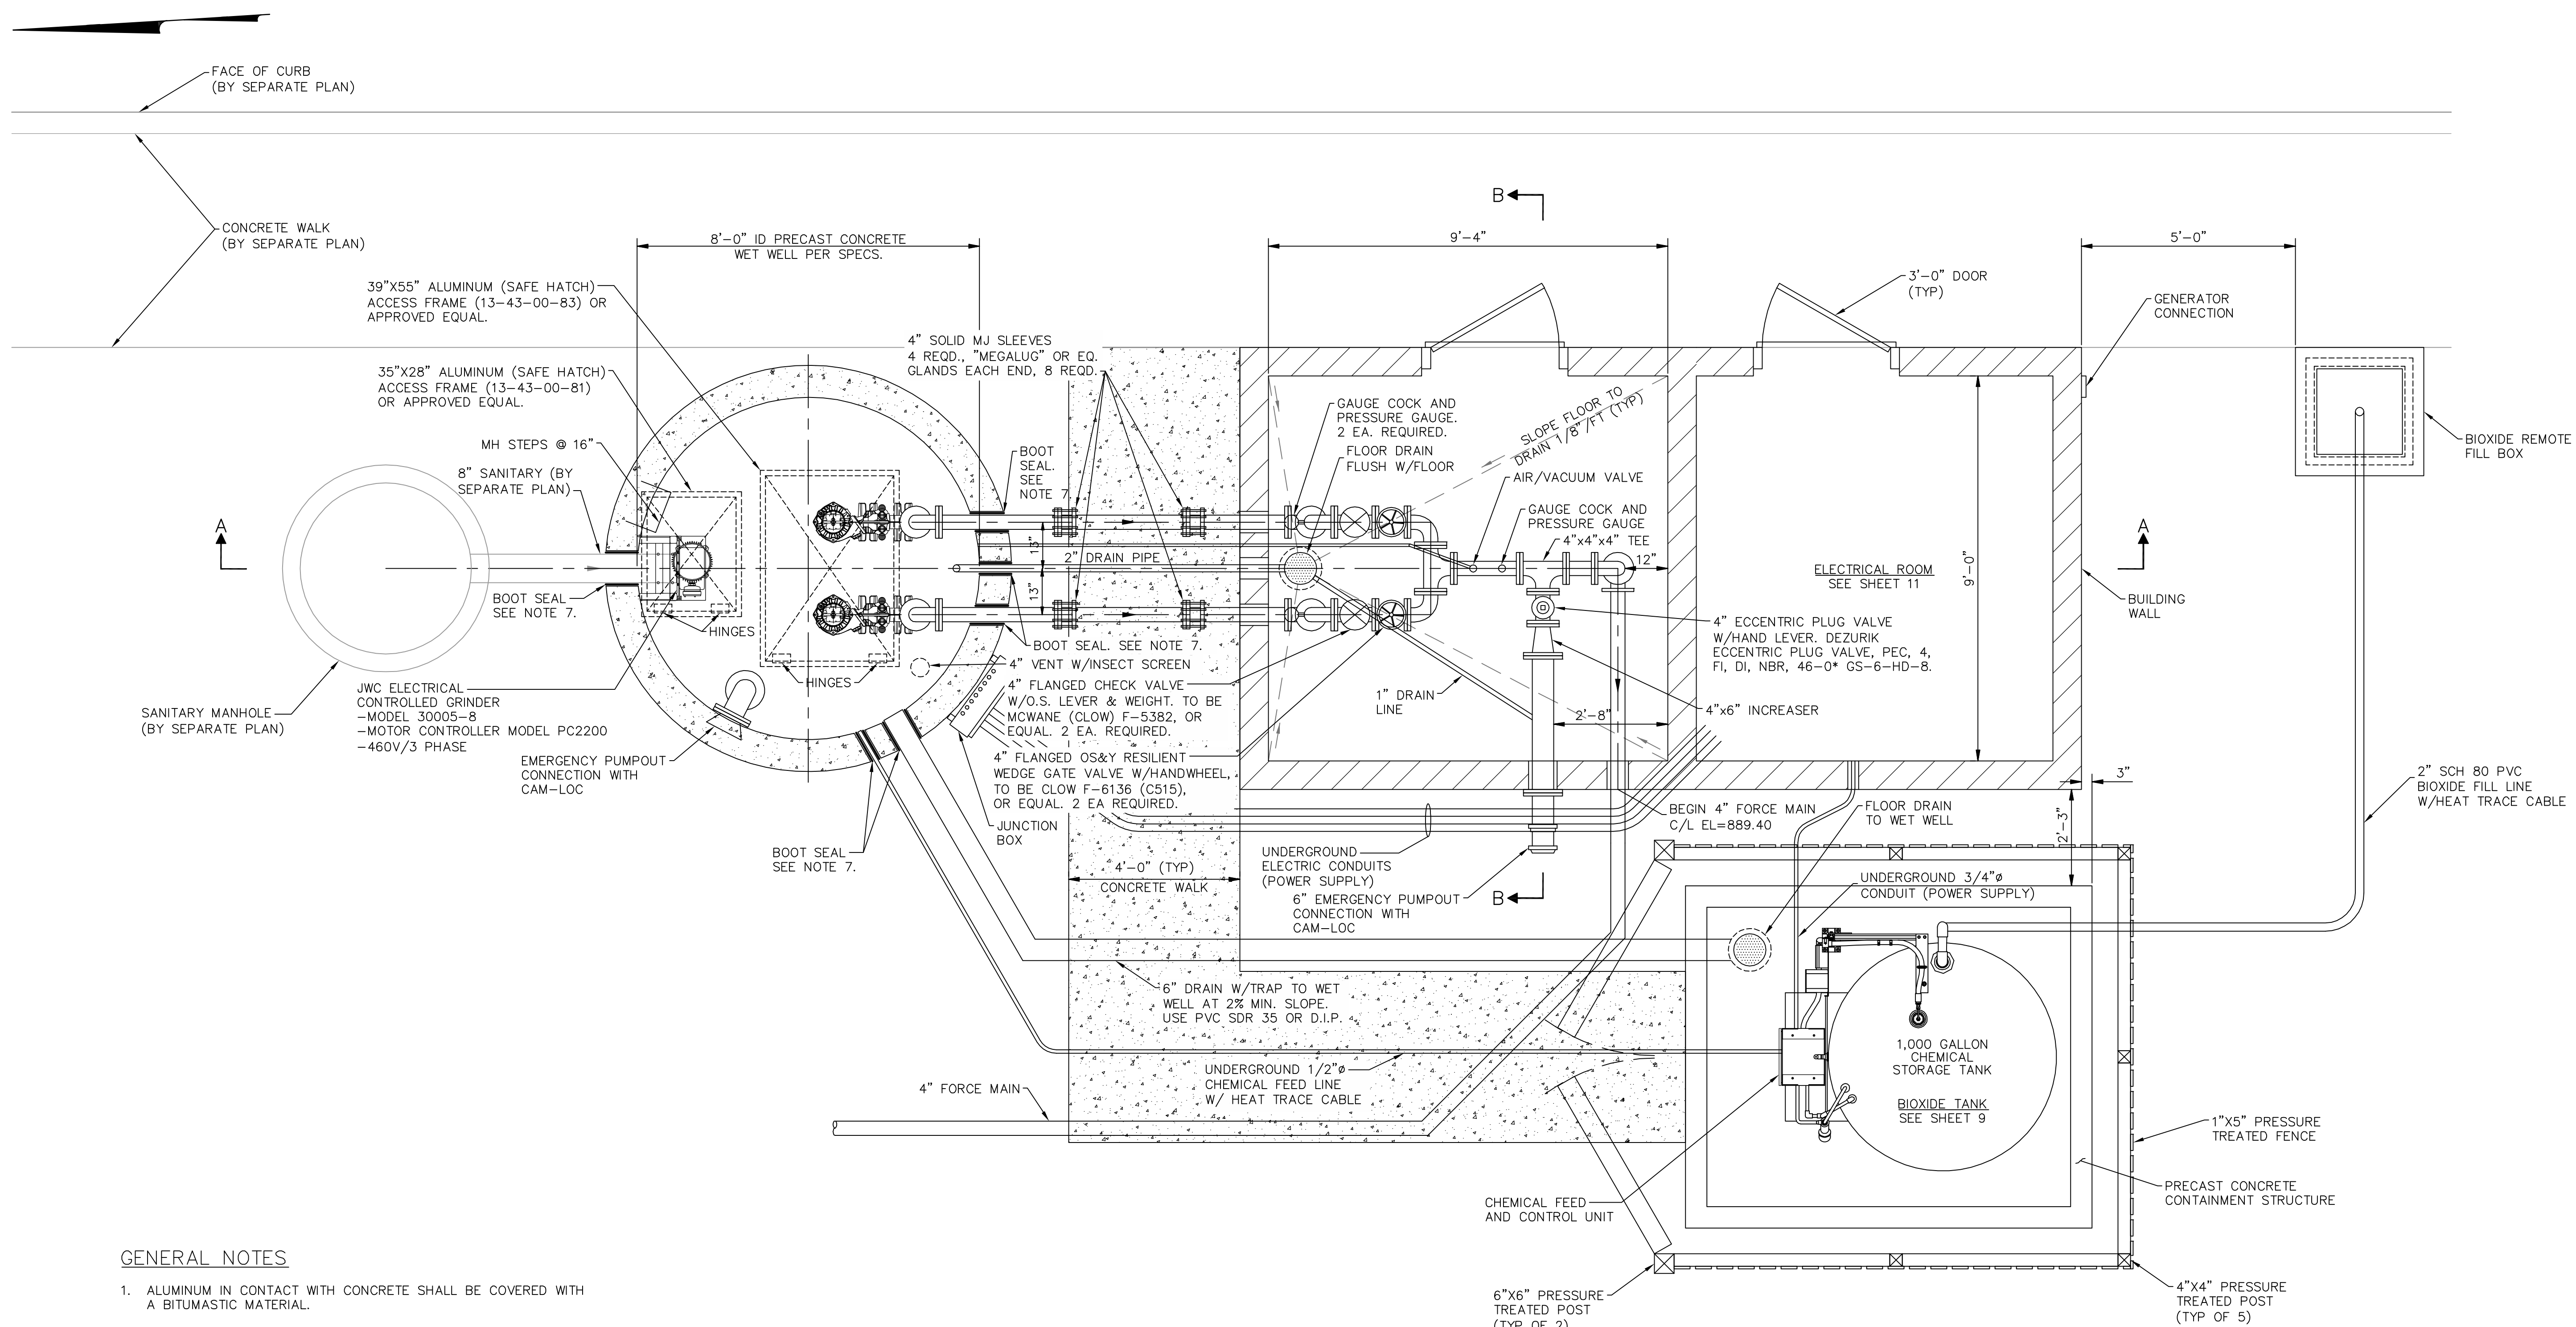 FACE OF CURB
(BY SEPARATE PLAN)
CONCRETE WALK
(BY SEPARATE PLAN)
8'-0" ID PRECAST CONCRETE
WET WELL PER SPECS.
39"X55" ALUMINUM (SAFE HATCH)
ACCESS FRAME (13-43-00-83) OR
APPROVED EQUAL.
35"X28" ALUMINUM (SAFE HATCH)
ACCESS FRAME (13-43-00-81)
OR APPROVED EQUAL.
MH STEPS @ 16"
8" SANITARY (BY
SEPARATE PLAN)
A
BOOT SEAL
SEE NOTE 7.
HINGES
HINGES
SANITARY MANHOLE
(BY SEPARATE PLAN)
JWC ELECTRICAL
CONTROLLED GRINDER
-MODEL 30005-8
-MOTOR CONTROLLER MODEL PC2200
-460V/3 PHASE
EMERGENCY PUMPOUT
CONNECTION WITH
CAM-LOC
BOOT SEAL
SEE NOTE 7.
4" SOLID MJ SLEEVES
4 REQD., "MEGALUG" OR EQ.
GLANDS EACH END, 8 REQD.
BOOT
SEAL.
SEE
NOTE 7.
13"
2" DRAIN PIPE
13"
BOOT SEAL. SEE NOTE 7.
4" VENT W/INSECT SCREEN
4" FLANGED CHECK VALVE
W/O.S. LEVER & WEIGHT. TO BE
MCWANE (CLOW) F-5382, OR
EQUAL. 2 EA. REQUIRED.
4" FLANGED OS&Y RESILIENT
WEDGE GATE VALVE W/HANDWHEEL,
TO BE CLOW F-6136 (C515),
OR EQUAL. 2 EA REQUIRED.
JUNCTION
BOX
4'-0" (TYP)
CONCRETE WALK
B
9'-4"
3'-0" DOOR
(TYP)
5'-0"
GENERATOR
CONNECTION
GAUGE COCK AND
PRESSURE GAUGE.
2 EA. REQUIRED.
FLOOR DRAIN
FLUSH W/FLOOR
SLOPE FLOOR TO
DRAIN 1/8"/FT (TYP)
AIR/VACUUM VALVE
GAUGE COCK AND
PRESSURE GAUGE
4"x4"x4" TEE
12"
ELECTRICAL ROOM
SEE SHEET 11
9'-0"
A
BIOXIDE REMOTE
FILL BOX
BUILDING
WALL
4" ECCENTRIC PLUG VALVE
W/HAND LEVER. DEZURIK
ECCENTRIC PLUG VALVE, PEC, 4,
FI, DI, NBR, 46-0* GS-6-HD-8.
1" DRAIN
LINE
2'-8"
4"x6" INCREASER
BEGIN 4" FORCE MAIN
C/L EL=889.40
FLOOR DRAIN
TO WET WELL
3"
2'-3"
2" SCH 80 PVC
BIOXIDE FILL LINE
W/HEAT TRACE CABLE
UNDERGROUND
ELECTRIC CONDUITS
(POWER SUPPLY)
6" EMERGENCY PUMPOUT
CONNECTION WITH
CAM-LOC
B
UNDERGROUND 3/4"ø
CONDUIT (POWER SUPPLY)
6" DRAIN W/TRAP TO WET
WELL AT 2% MIN. SLOPE.
USE PVC SDR 35 OR D.I.P.
UNDERGROUND 1/2"ø
CHEMICAL FEED LINE
W/ HEAT TRACE CABLE
4" FORCE MAIN
1,000 GALLON
CHEMICAL
STORAGE TANK
BIOXIDE TANK
SEE SHEET 9
1"X5" PRESSURE
TREATED FENCE
PRECAST CONCRETE
CONTAINMENT STRUCTURE
CHEMICAL FEED
AND CONTROL UNIT
6"X6" PRESSURE
TREATED POST
(TYP OF 2)
4"X4" PRESSURE
TREATED POST
(TYP OF 5)
GENERAL NOTES
1. ALUMINUM IN CONTACT WITH CONCRETE SHALL BE COVERED WITH
A BITUMASTIC MATERIAL.